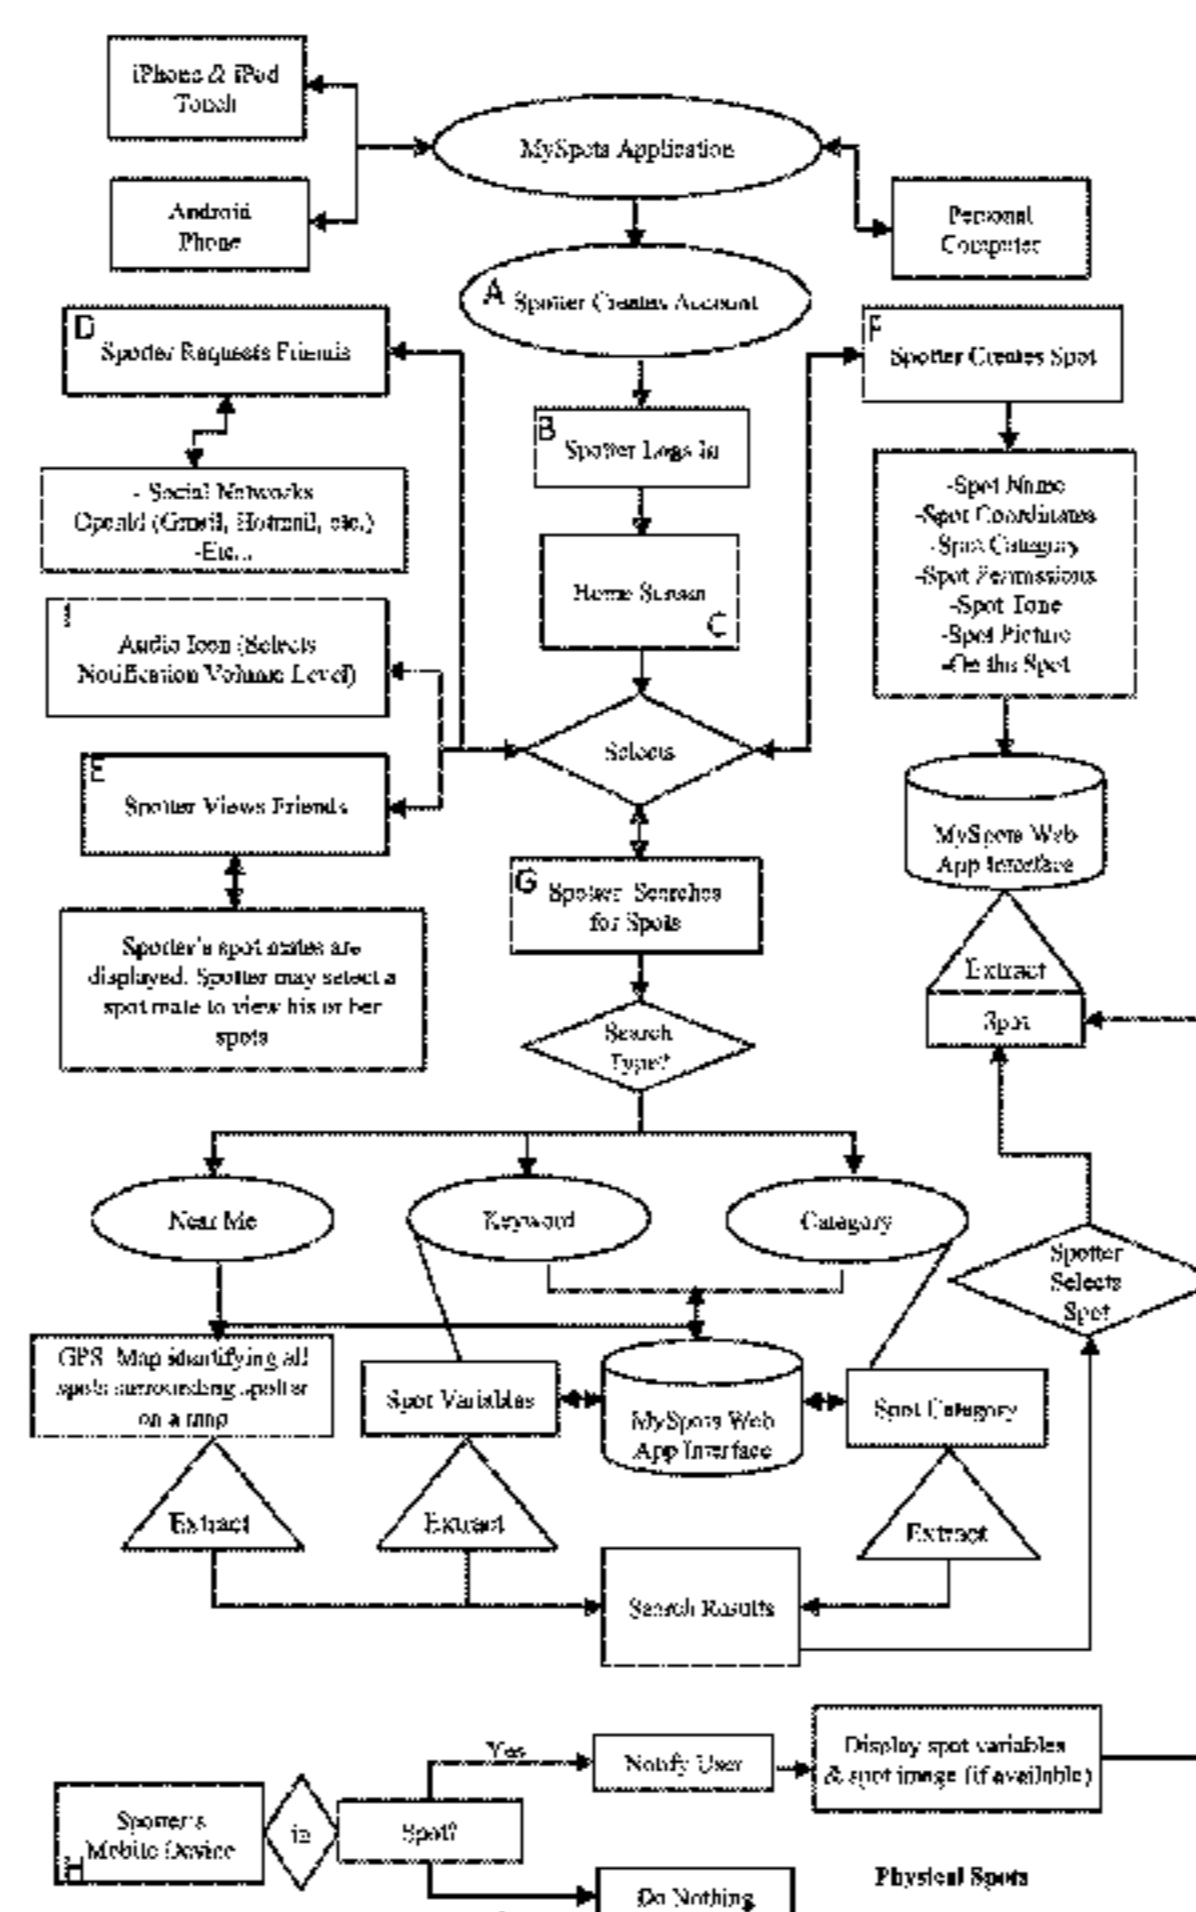 iPhone & iPod
Touch
MySpots Application
Android
Phone
Personal
Computer
A
Spotter Creates Account
D
Spotter Requests Friends
F
Spotter Creates Spot
B
Spotter Logs In
- Social Networks
OpenId (Gmail, Hotmail, etc.)
-Etc...
-Spot Name
-Spot Coordinates
-Spot Category
-Spot Permissions
-Spot Tone
-Spot Picture
-On this Spot
Home Screen
C
Audio Icon (Selects
Notification Volume Level)
Selects
E
Spotter Views Friends
MySpots Web
App Interface
G
Spotter Searches
for Spots
Spotter's spot mates are
displayed. Spotter may select a
spot mate to view his or her
spots
Extract
Spot
Search
Type?
Near Me
Keyword
Category
Spotter
Selects
Spot
GPS Map identifying all
spots surrounding spotter
on a map
Spot Variables
MySpots Web
App Interface
Spot Category
Extract
Extract
Extract
Search Results
Yes
Notify User
Display spot variables
& spot image (if available)
Spotter's
Mobile Device
H
in
Spot?
Do Nothing
Physical Spots